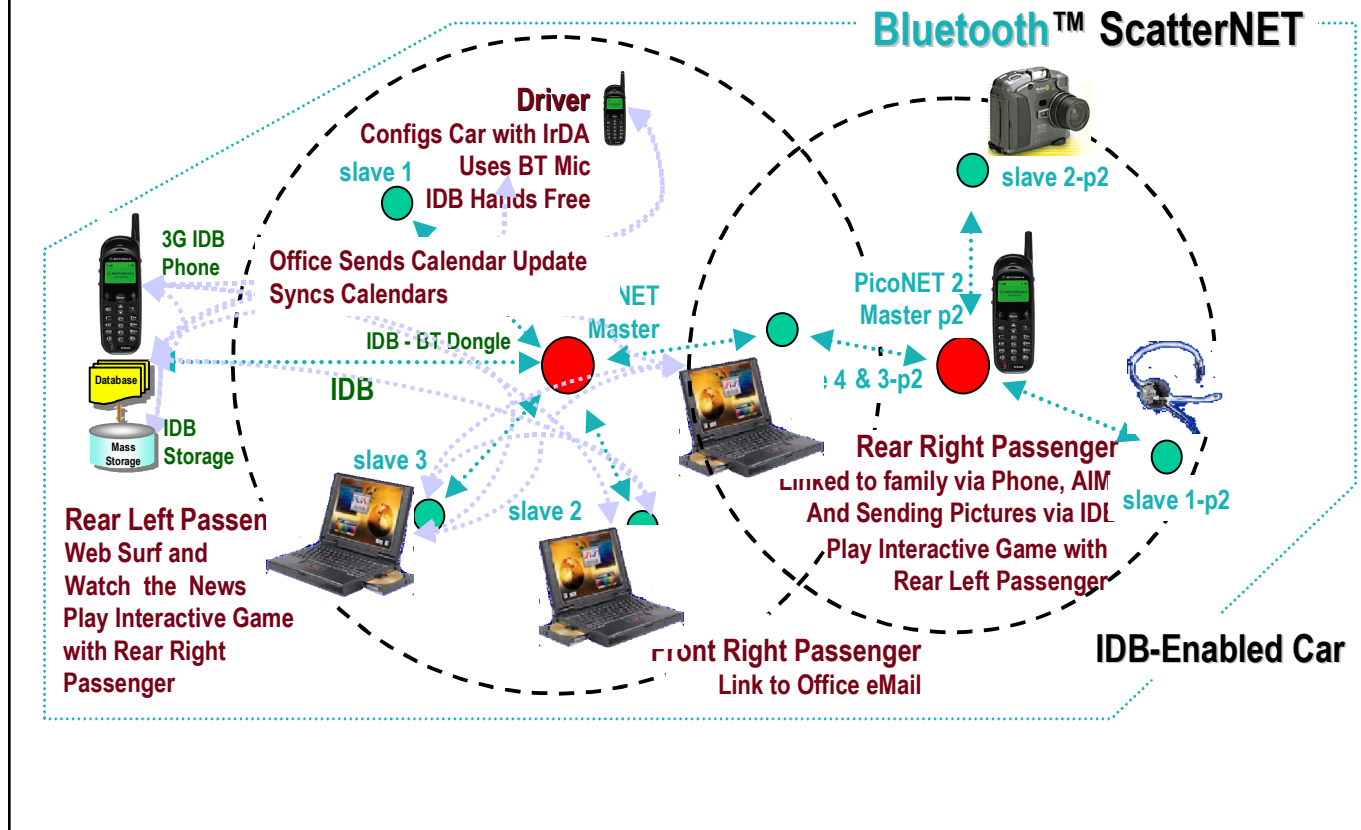 Bluetooth™ ScatterNET
Driver
Configs Car with IrDA
Uses BT Mic
IDB Hands Free
slave 1
slave 2-p2
3G IDB
Phone
Office Sends Calendar Update
Syncs Calendars
NET
Master
PicoNET 2
Master p2
IDB - BT Dongle
IDB
4 & 3-p2
Database
Mass
Storage
IDB
Storage
slave 3
slave 2
Rear Right Passenger
Linked to family via Phone, AIM
And Sending Pictures via IDB
Play Interactive Game with
Rear Left Passenger
slave 1-p2
Rear Left Passen
Web Surf and
Watch the News
Play Interactive Game
with Rear Right
Passenger
Front Right Passenger
Link to Office eMail
IDB-Enabled Car